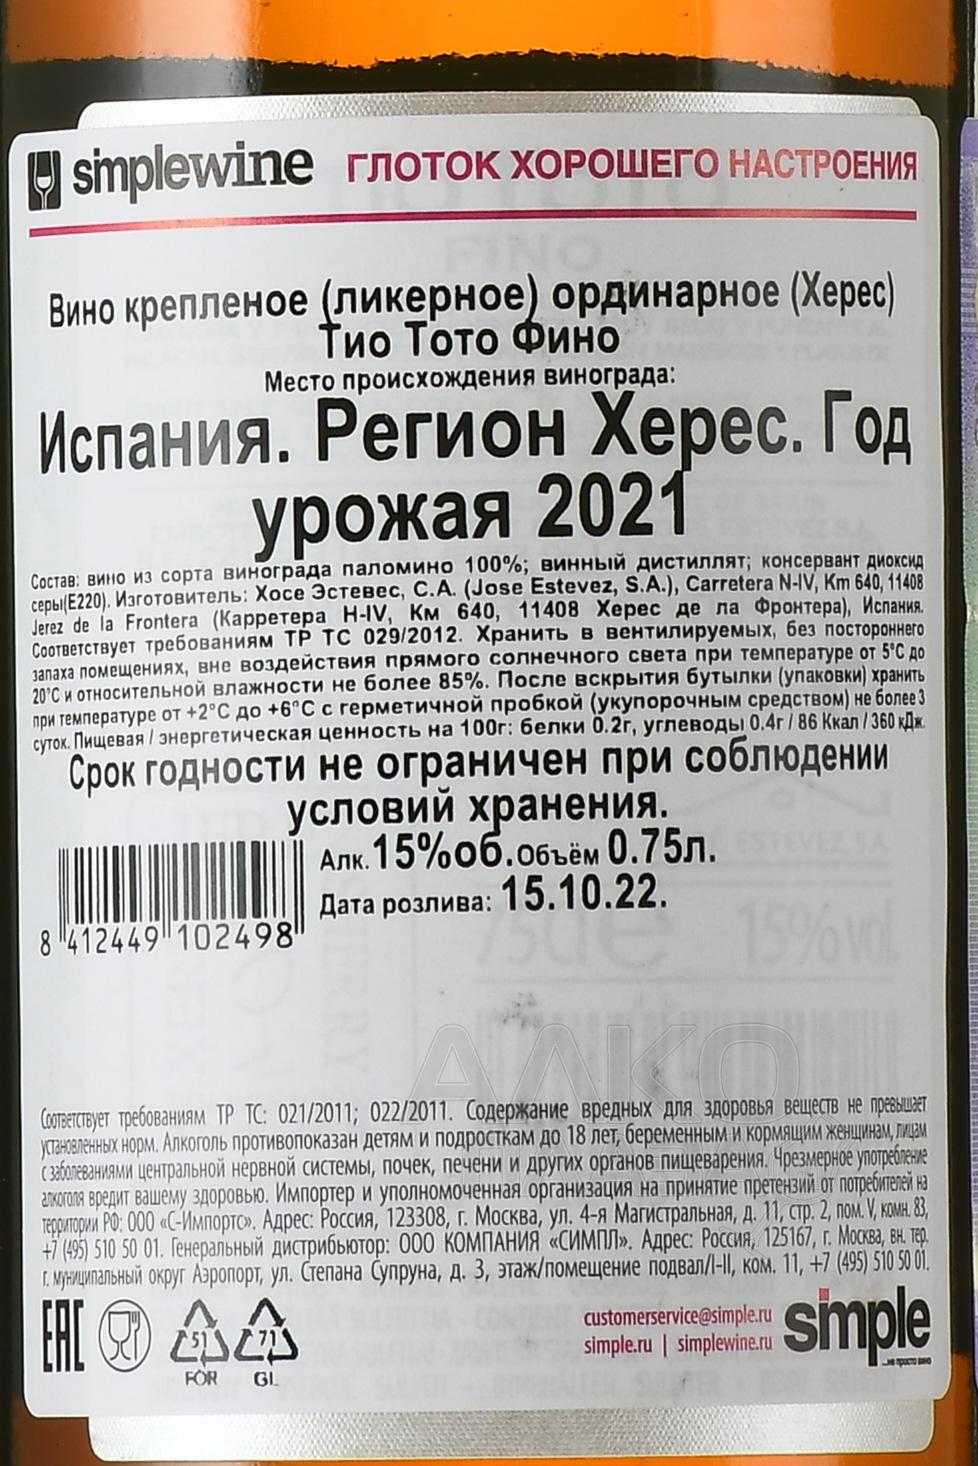 simplewine ГЛОТОК ХОРОШЕГО НАСТРОЕНИЯ
Вино крепленое (ликерное) ординарное (Херес)
Тио Тото Фино
Место происхождения винограда:
Испания. Регион Херес. Год
урожая 2021
Состав: вино из сорта винограда паломино 100%; винный дистиллят; консервант диоксид
серы(Е220). Изготовитель: Хосе Эстевес, С.А. (Jose Estevez, S.A.), Carretera N-IV, Km 640, 11408
Jerez de la Frontera (Карретера Н-IV, Км 640, 11408 Херес де ла Фронтера), Испания.
Соответствует требованиям ТР ТС 029/2012. Хранить в вентилируемых, без постороннего
запаха помещениях, вне воздействия прямого солнечного света при температуре от 5°С до
20°С и относительной влажности не более 85%. После вскрытия бутылки (упаковки) хранить
при температуре от +2°С до +6°С с герметичной пробкой (укупорочным средством) не более 3
суток. Пищевая / энергетическая ценность на 100г: белки 0.2г, углеводы 0.4г / 86 Ккал / 360 кДж.
Срок годности не ограничен при соблюдении
условий хранения.
Алк. 15%об. Объём 0.75л.
Дата розлива: 15.10.22.
8 412449 102498
АЛКО
Соответствует требованиям ТР ТС: 021/2011; 022/2011. Содержание вредных для здоровья веществ не превышает
установленных норм. Алкоголь противопоказан детям и подросткам до 18 лет, беременным и кормящим женщинам, лицам
с заболеваниями центральной нервной системы, почек, печени и других органов пищеварения. Чрезмерное употребление
алкоголя вредит вашему здоровью. Импортер и уполномоченная организация на принятие претензий от потребителей на
территории РФ: ООО «С-Импортс». Адрес: Россия, 123308, г. Москва, ул. 4-я Магистральная, д. 11, стр. 2, пом. V, комн. 83,
+7 (495) 510 50 01. Генеральный дистрибьютор: ООО КОМПАНИЯ «СИМПЛ». Адрес: Россия, 125167, г. Москва, вн. тер.
г. муниципальный округ Аэропорт, ул. Степана Супруна, д. 3, этаж/помещение подвал/I-II, ком. 11, +7 (495) 510 50 01.
EAC 51 FOR 71 GL
customerservice@simple.ru
simple.ru | simplewine.ru
simple
...не просто вино